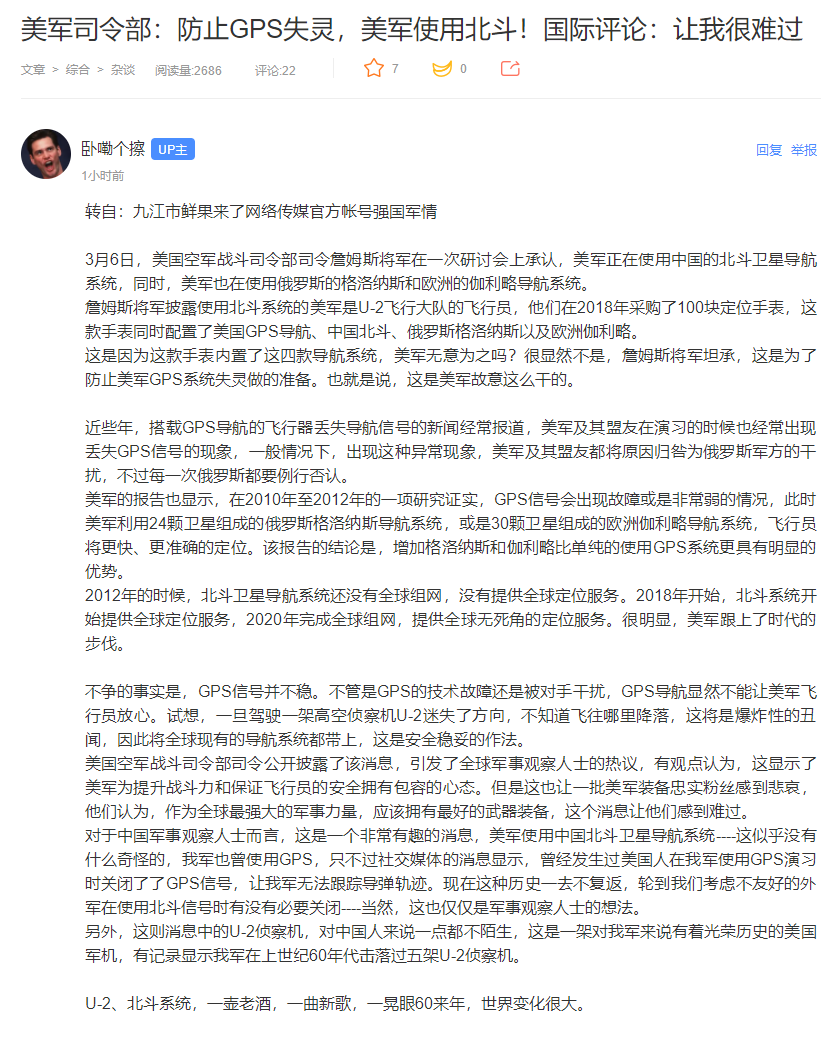 美军司令部：防止GPS失灵，美军使用北斗！国际评论：让我很难过
文章 > 综合 > 杂谈 阅读量:2686 评论:22 7 0
卧嘞个擦 UP主 回复 举报
1小时前
转自：九江市鲜果来了网络传媒官方帐号强国军情
3月6日，美国空军战斗司令部司令詹姆斯将军在一次研讨会上承认，美军正在使用中国的北斗卫星导航
系统，同时，美军也在使用俄罗斯的格洛纳斯和欧洲的伽利略导航系统。
詹姆斯将军披露使用北斗系统的美军是U-2飞行大队的飞行员，他们在2018年采购了100块定位手表，这
款手表同时配置了美国GPS导航、中国北斗、俄罗斯格洛纳斯以及欧洲伽利略。
这是因为这款手表内置了这四款导航系统，美军无意为之吗？很显然不是，詹姆斯将军坦承，这是为了
防止美军GPS系统失灵做的准备。也就是说，这是美军故意这么干的。
近些年，搭载GPS导航的飞行器丢失导航信号的新闻经常报道，美军及其盟友在演习的时候也经常出现
丢失GPS信号的现象，一般情况下，出现这种异常现象，美军及其盟友都将原因归咎为俄罗斯军方的干
扰，不过每一次俄罗斯都要例行否认。
美军的报告也显示，在2010年至2012年的一项研究证实，GPS信号会出现故障或是非常弱的情况，此时
美军利用24颗卫星组成的俄罗斯格洛纳斯导航系统，或是30颗卫星组成的欧洲伽利略导航系统，飞行员
将更快、更准确的定位。该报告的结论是，增加格洛纳斯和伽利略比单纯的使用GPS系统更具有明显的
优势。
2012年的时候，北斗卫星导航系统还没有全球组网，没有提供全球定位服务。2018年开始，北斗系统开
始提供全球定位服务，2020年完成全球组网，提供全球无死角的定位服务。很明显，美军跟上了时代的
步伐。
不争的事实是，GPS信号并不稳。不管是GPS的技术故障还是被对手干扰，GPS导航显然不能让美军飞
行员放心。试想，一旦驾驶一架高空侦察机U-2迷失了方向，不知道飞往哪里降落，这将是爆炸性的丑
闻，因此将全球现有的导航系统都带上，这是安全稳妥的作法。
美国空军战斗司令部司令公开披露了该消息，引发了全球军事观察人士的热议，有观点认为，这显示了
美军为提升战斗力和保证飞行员的安全拥有包容的心态。但是这也让一批美军装备忠实粉丝感到悲哀，
他们认为，作为全球最强大的军事力量，应该拥有最好的武器装备，这个消息让他们感到难过。
对于中国军事观察人士而言，这是一个非常有趣的消息，美军使用中国北斗卫星导航系统----这似乎没有
什么奇怪的，我军也曾使用GPS，只不过社交媒体的消息显示，曾经发生过美国人在我军使用GPS演习
时关闭了了GPS信号，让我军无法跟踪导弹轨迹。现在这种历史一去不复返，轮到我们考虑不友好的外
军在使用北斗信号时有没有必要关闭----当然，这也仅仅是军事观察人士的想法。
另外，这则消息中的U-2侦察机，对中国人来说一点都不陌生，这是一架对我军来说有着光荣历史的美国
军机，有记录显示我军在上世纪60年代击落过五架U-2侦察机。
U-2、北斗系统，一壶老酒，一曲新歌，一晃眼60来年，世界变化很大。